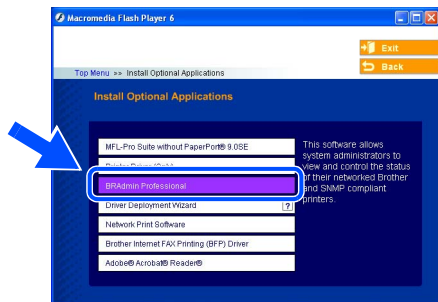 Macromedia Flash Player 6
Exit
Back
Top Menu »» Install Optional Applications
Install Optional Applications
MFL-Pro Suite without PaperPort® 9.0SE
Printer Driver (Only)
BRAdmin Professional
Driver Deployment Wizard
?
Network Print Software
Brother Internet FAX Printing (BFP) Driver
Adobe® Acrobat® Reader®
This software allows
system administrators to
view and control the status
of their networked Brother
and SNMP compliant
printers.